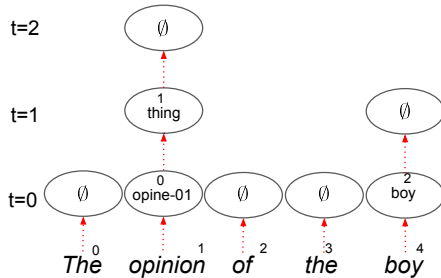 t=2 ∅
1
t=1 thing ∅
0 2
t=0 ∅ opine-01 ∅ ∅ boy
0 1 2 3 4
The opinion of the boy